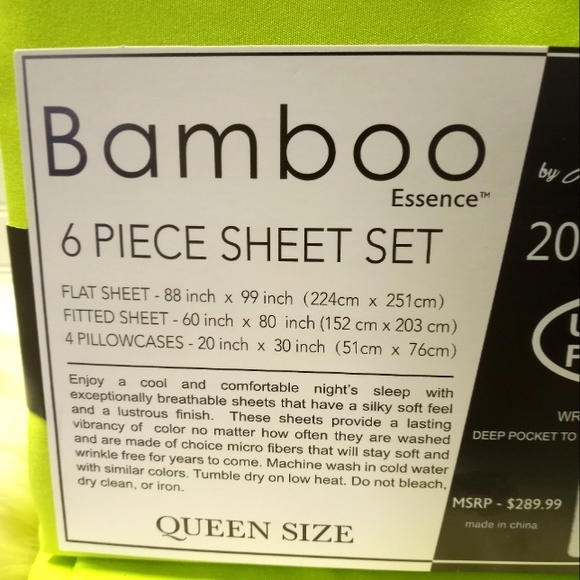 Bamboo
Essence™
6 PIECE SHEET SET
FLAT SHEET - 88 inch x 99 inch (224cm x 251cm)
FITTED SHEET - 60 inch x 80 inch (152 cm x 203 cm)
4 PILLOWCASES - 20 inch x 30 inch (51cm x 76cm)
Enjoy a cool and comfortable night's sleep with
exceptionally breathable sheets that have a silky soft feel
and a lustrous finish. These sheets provide a lasting
vibrancy of color no matter how often they are washed
and are made of choice micro fibers that will stay soft and
wrinkle free for years to come. Machine wash in cold water
with similar colors. Tumble dry on low heat. Do not bleach,
dry clean, or iron.
QUEEN SIZE
by
20
WR
DEEP POCKET TO
MSRP - $289.99
made in china